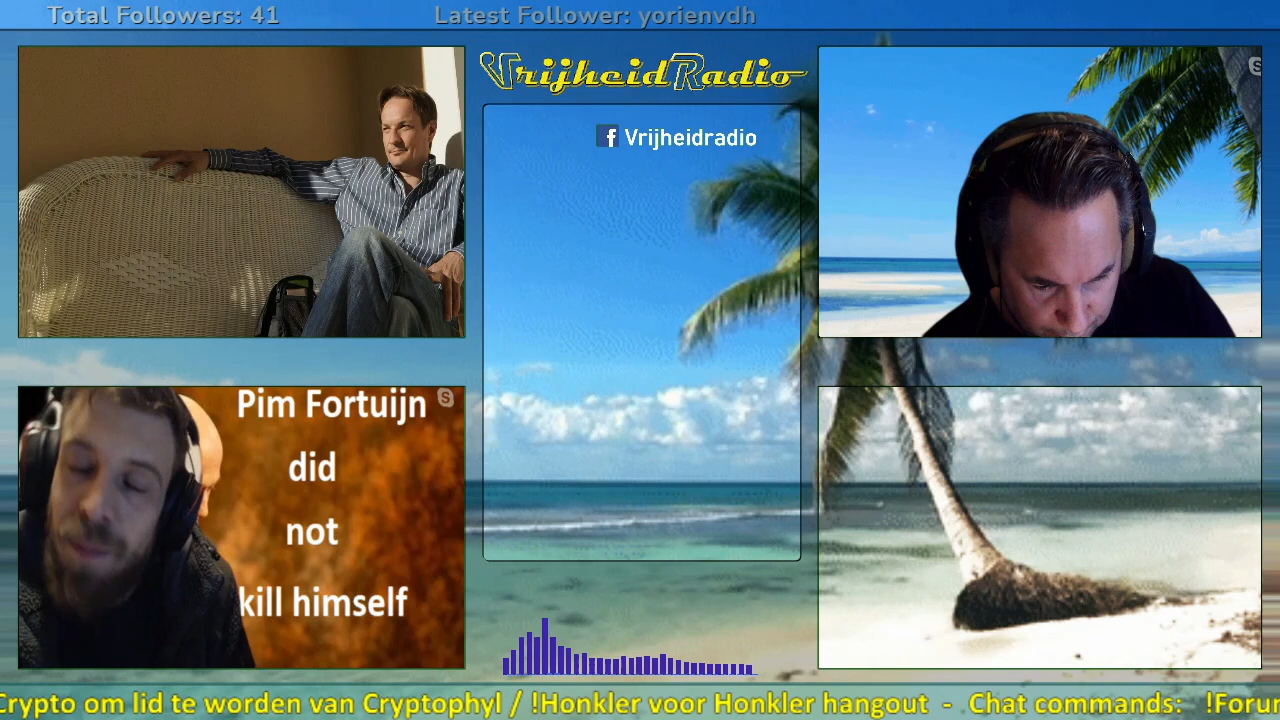 Total Followers: 41
Latest Follower: yorienvdh
VrijheidRadio
Vrijheidradio
Pim Fortuijn
did
not
kill himself
Crypto om lid te worden van Cryptophyl / !Honkler voor Honkler hangout - Chat commands: